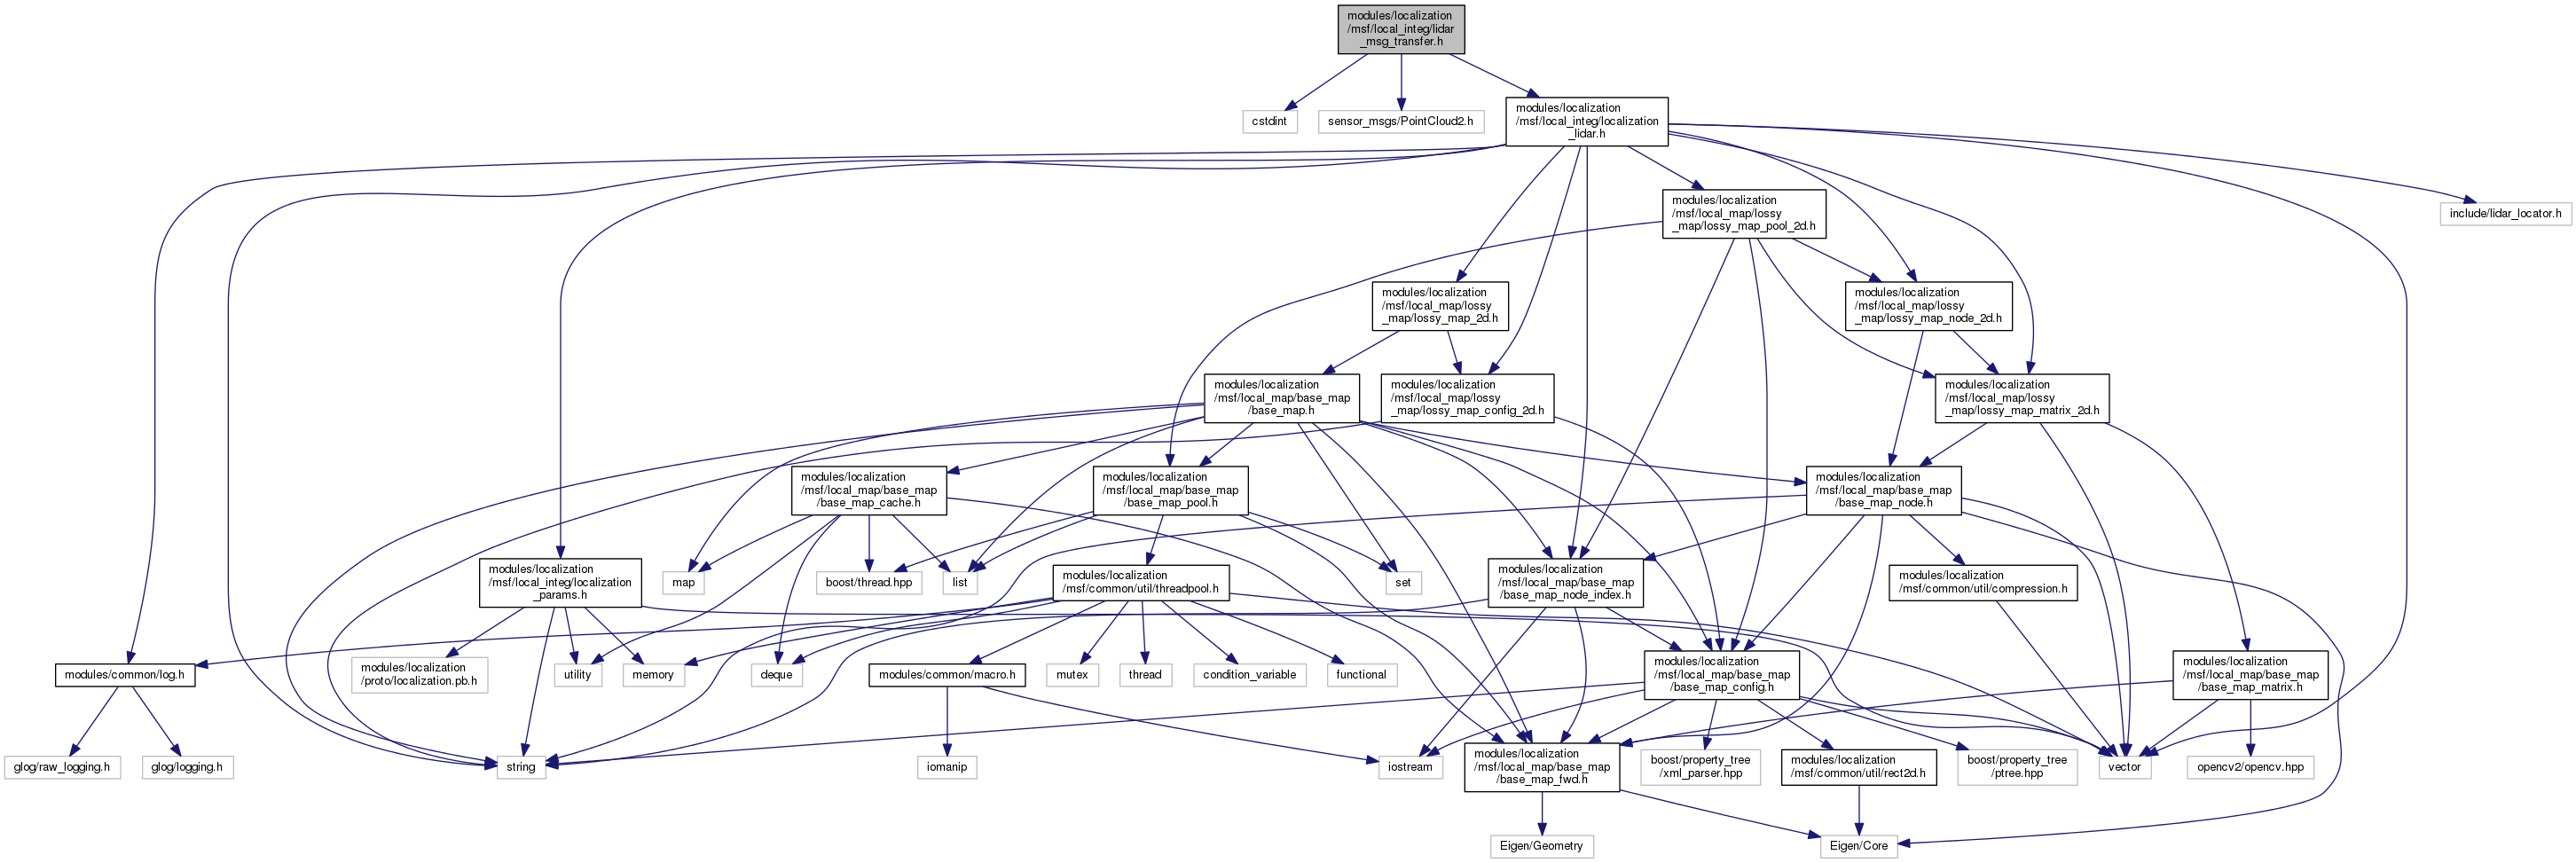 modules/localization
/msf/local_integ/lidar
_msg_transfer.h
cstdint
sensor_msgs/PointCloud2.h
modules/localization
/msf/local_integ/localization
_lidar.h
modules/localization
/msf/local_map/lossy
_map/lossy_map_pool_2d.h
include/lidar_locator.h
modules/localization
/msf/local_map/lossy
_map/lossy_map_2d.h
modules/localization
/msf/local_map/lossy
_map/lossy_map_node_2d.h
modules/localization
/msf/local_map/base_map
/base_map.h
modules/localization
/msf/local_map/lossy
_map/lossy_map_config_2d.h
modules/localization
/msf/local_map/lossy
_map/lossy_map_matrix_2d.h
modules/localization
/msf/local_map/base_map
/base_map_cache.h
modules/localization
/msf/local_map/base_map
/base_map_pool.h
modules/localization
/msf/local_map/base_map
/base_map_node.h
modules/localization
/msf/local_integ/localization
_params.h
map
boost/thread.hpp
list
modules/localization
/msf/common/util/threadpool.h
set
modules/localization
/msf/local_map/base_map
/base_map_node_index.h
modules/localization
/msf/common/util/compression.h
modules/common/log.h
modules/localization
/proto/localization.pb.h
utility
memory
deque
modules/common/macro.h
mutex
thread
condition_variable
functional
modules/localization
/msf/local_map/base_map
/base_map_config.h
modules/localization
/msf/local_map/base_map
/base_map_matrix.h
glog/raw_logging.h
glog/logging.h
string
iomanip
iostream
modules/localization
/msf/local_map/base_map
/base_map_fwd.h
boost/property_tree
/xml_parser.hpp
modules/localization
/msf/common/util/rect2d.h
boost/property_tree
/ptree.hpp
vector
opencv2/opencv.hpp
Eigen/Geometry
Eigen/Core